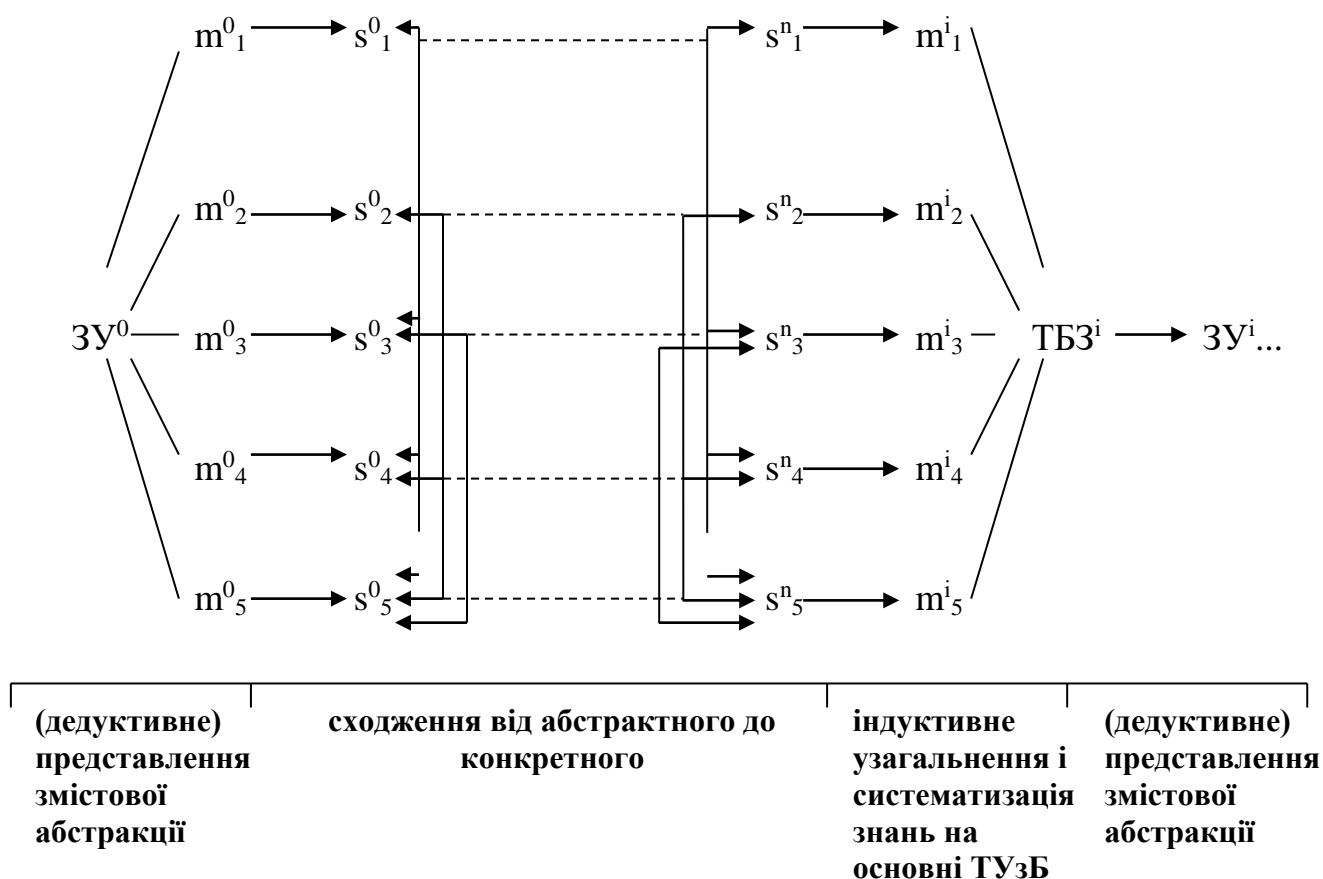 m⁰₁ s⁰₁ sⁿ₁ mⁱ₁
m⁰₂ s⁰₂ sⁿ₂ mⁱ₂
ЗУ⁰ m⁰₃ s⁰₃ sⁿ₃ mⁱ₃ ТБЗⁱ ЗУⁱ...
m⁰₄ s⁰₄ sⁿ₄ mⁱ₄
m⁰₅ s⁰₅ sⁿ₅ mⁱ₅
(дедуктивне)
представлення
змістової
абстракції
сходження від абстрактного до
конкретного
індуктивне
узагальнення і
систематизація
знань на
основні ТУзБ
(дедуктивне)
представлення
змістової
абстракції